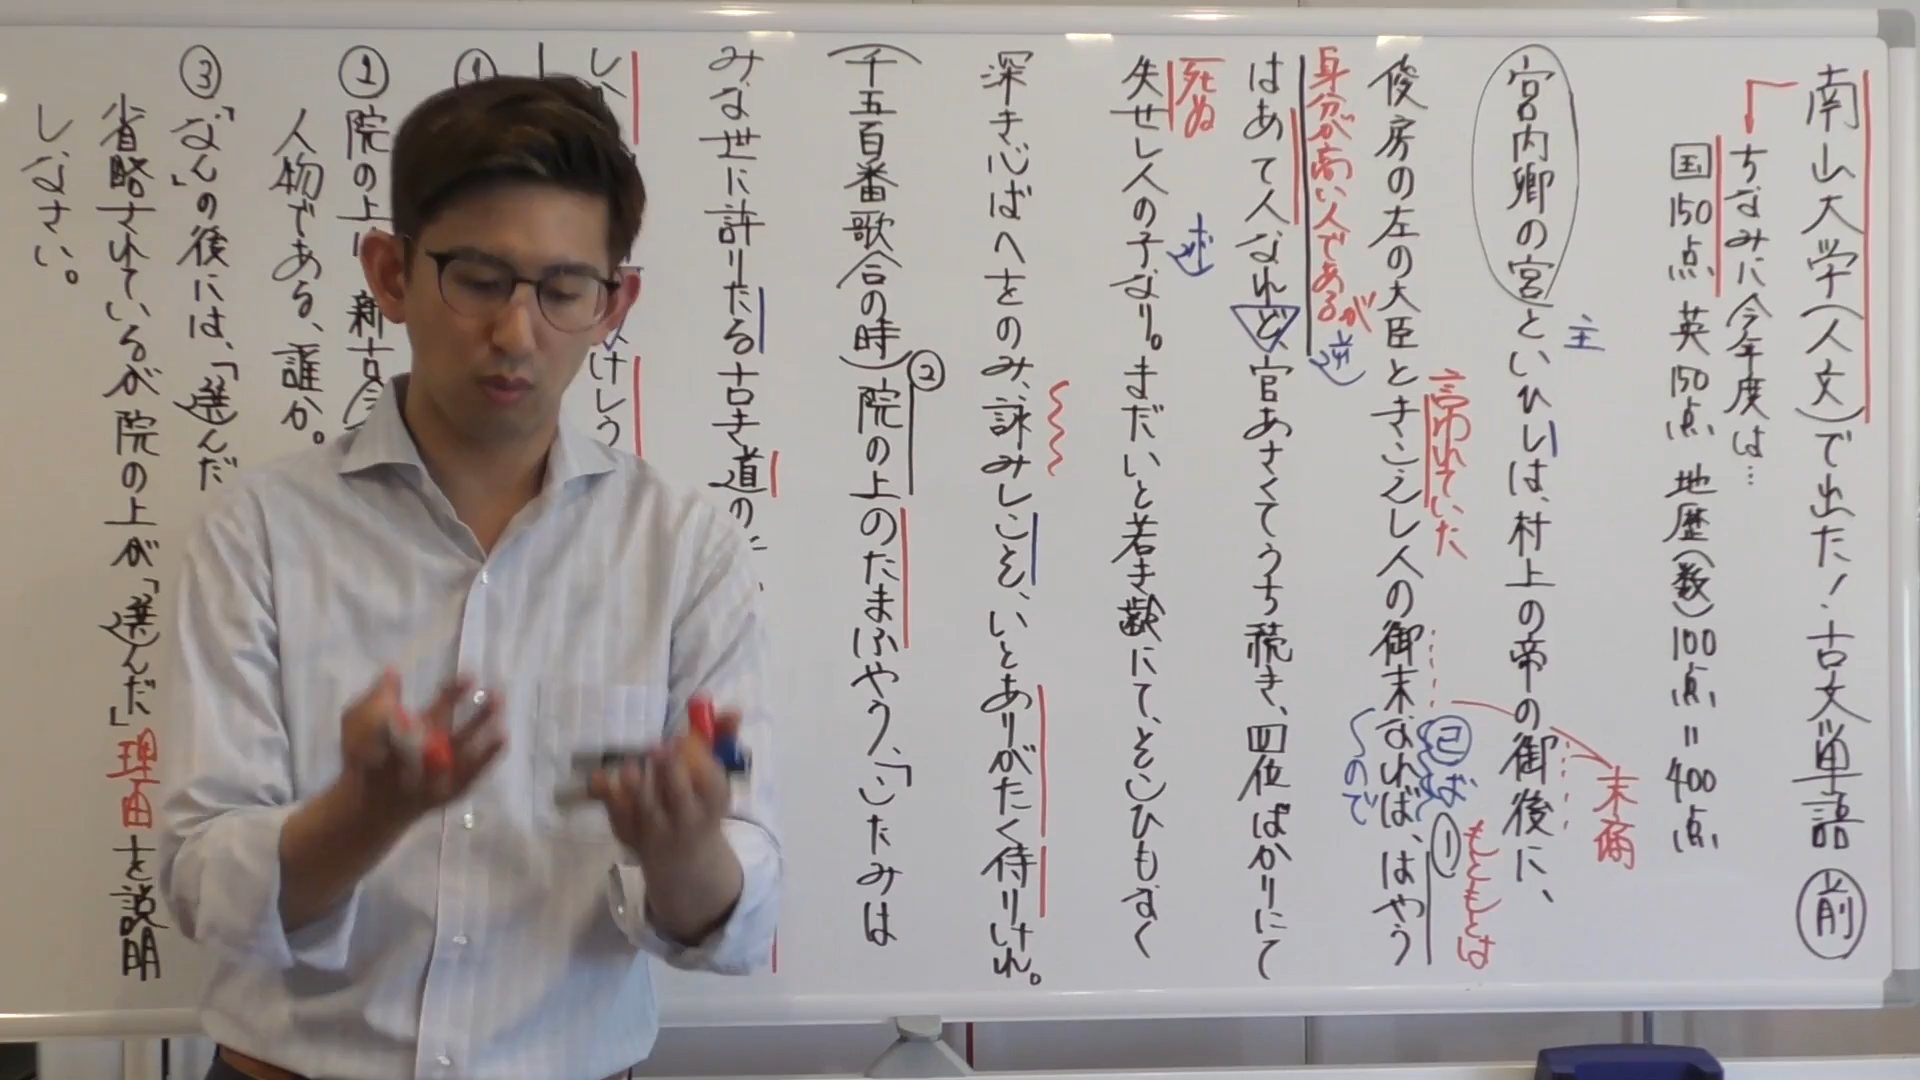 南山大学(人文)で出た!古文単語 前
ちなみに今年度は…
国150点 英150点 地歴(数)100点=400点
宮内卿の宮といひしは、村上の帝の御後に、
主
末裔
俊房の左の大臣ときこえし人の御末なれば、はやう
言われていた
已ば
〜ので
①
もともとは
身分が高い人であるが
はあて人なれど、官あさくてうち続き、四位ばかりにて
逆
死ぬ
失せし人の子なり。まだいと若き齢にて、そこひもなく
述
深き心ばへをのみ、詠みしこそ、いとありがたく侍りけれ。
(千五百番歌合の時)院の上のたまふやう、「こたみは
②
みな世に許りたる古き道の
けしう
①
②院の上
新古
人物である、誰か。
③「なん」の後には、「選んだ
省略されているが院の上が「選んだ」理由を説明
しなさい。